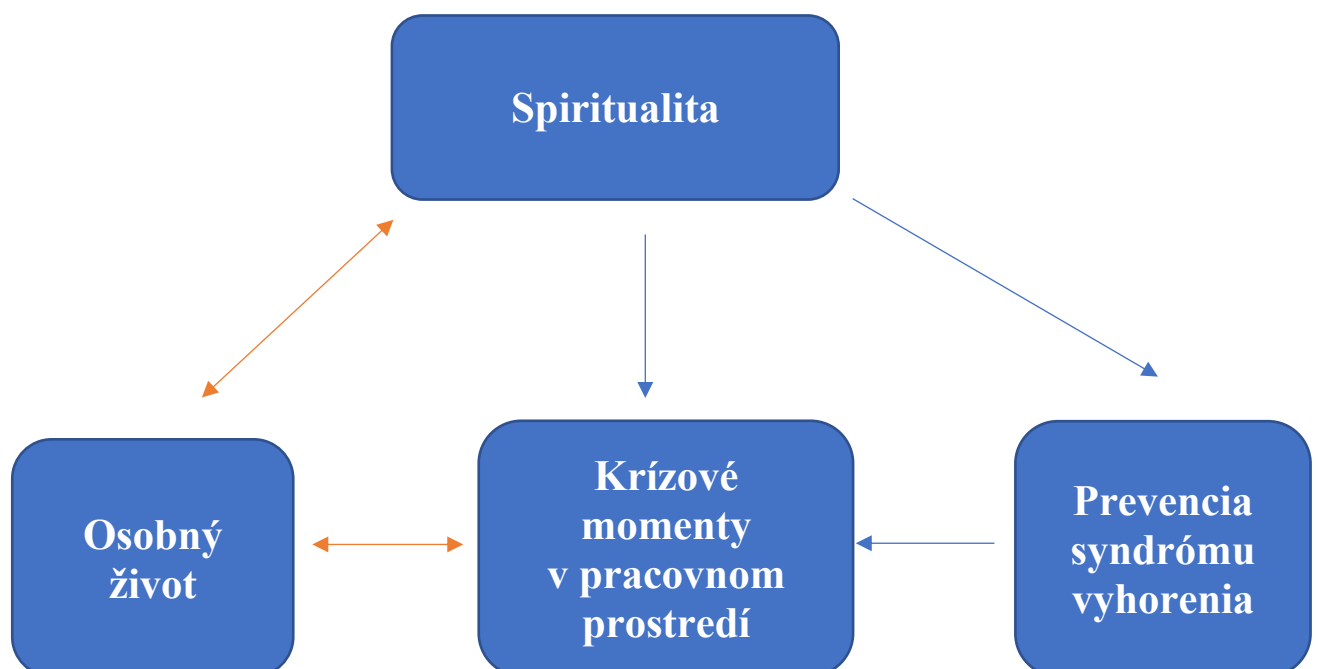 Spiritualita
Osobný
život
Krízové
momenty
v pracovnom
prostredí
Prevencia
syndrómu
vyhorenia